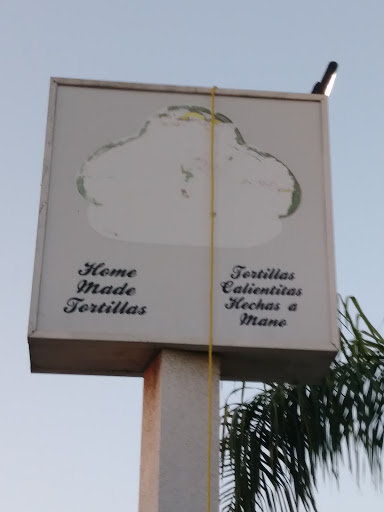 Home
Made
Tortillas
Tortillas
Calientitas
Hechas a
Mano